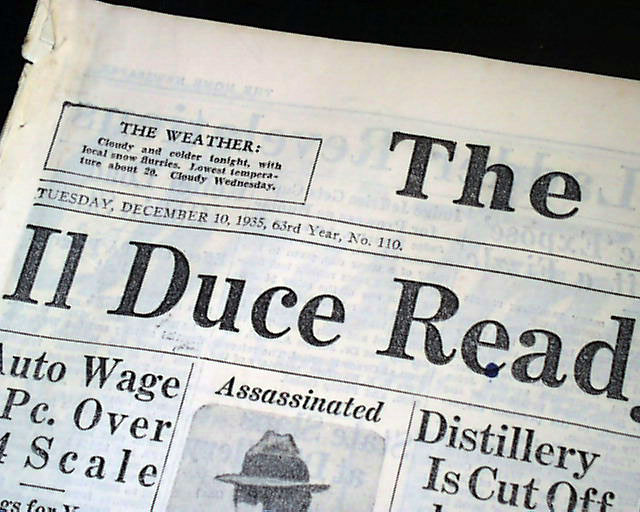 THE WEATHER:
Cloudy and colder tonight, with
local snow flurries. Lowest tempera-
ture about 20. Cloudy Wednesday.
The
TUESDAY, DECEMBER 10, 1935, 63rd Year, No. 110.
Il Duce Read
Auto Wage
Pc. Over
4 Scale
Assassinated
Distillery
Is Cut Off